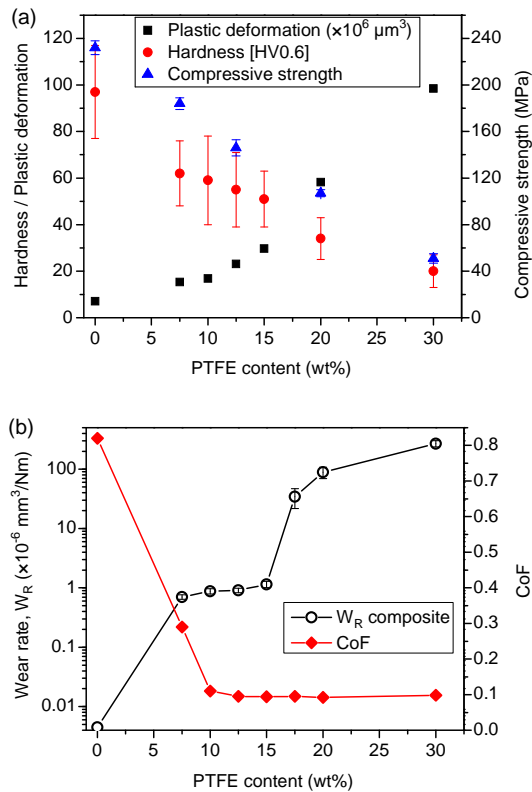 (a)
Plastic deformation (×10⁶ μm³)
Hardness [HV0.6]
Compressive strength
Hardness / Plastic deformation
120
100
80
60
40
20
0
Compressive strength (MPa)
240
200
160
120
80
40
0
0 5 10 15 20 25 30
PTFE content (wt%)
(b)
Wear rate, W_R (×10⁻⁶ mm³/Nm)
100
10
1
0.1
0.01
CoF
0.8
0.7
0.6
0.5
0.4
0.3
0.2
0.1
0.0
W_R composite
CoF
0 5 10 15 20 25 30
PTFE content (wt%)